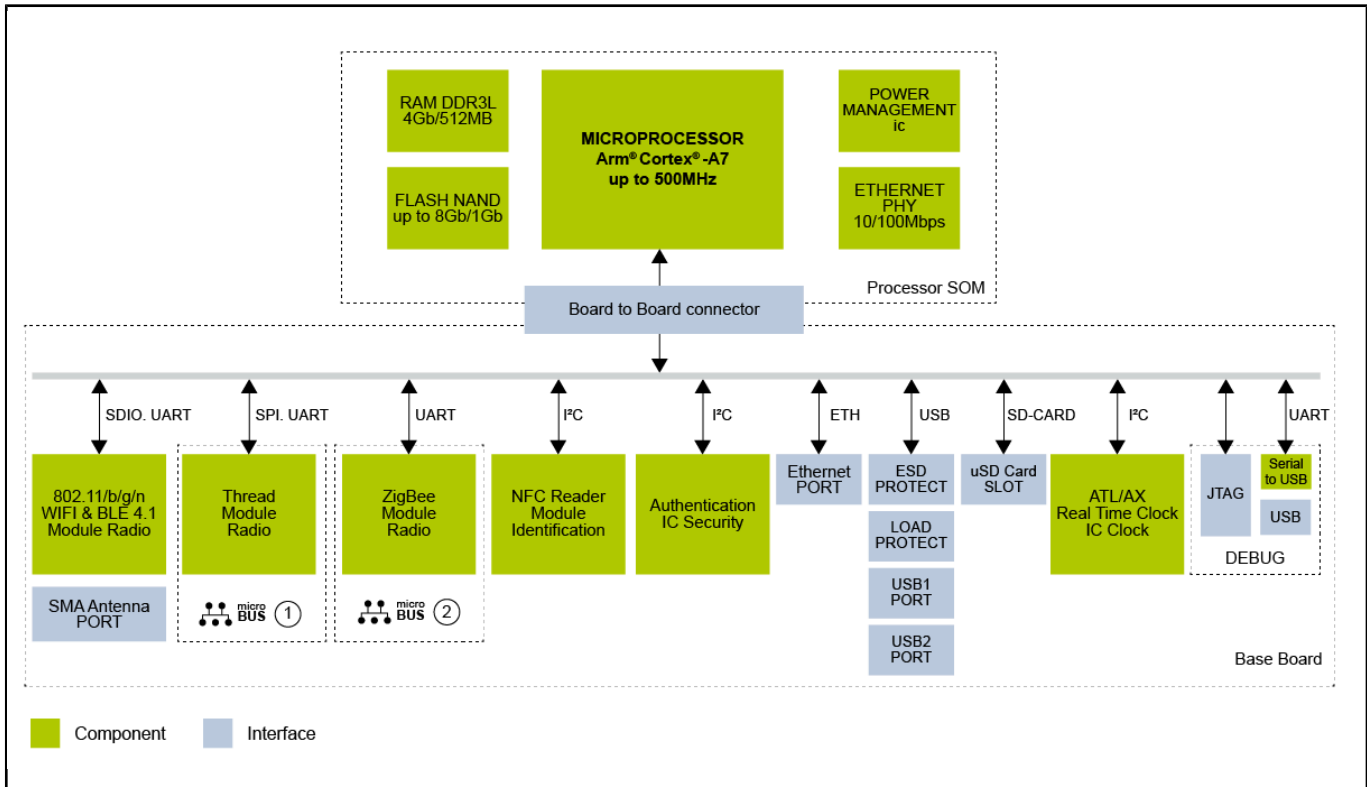 RAM DDR3L
4Gb/512MB
MICROPROCESSOR
Arm® Cortex®-A7
up to 500MHz
POWER
MANAGEMENT
ic
FLASH NAND
up to 8Gb/1Gb
ETHERNET
PHY
10/100Mbps
Processor SOM
Board to Board connector
SDIO. UART
SPI. UART
UART
I²C
I²C
ETH
USB
SD-CARD
I²C
UART
802.11/b/g/n
WIFI & BLE 4.1
Module Radio
Thread
Module
Radio
ZigBee
Module
Radio
NFC Reader
Module
Identification
Authentication
IC Security
Ethernet
PORT
ESD
PROTECT
uSD Card
SLOT
ATL/AX
Real Time Clock
IC Clock
JTAG
Serial
to USB
USB
DEBUG
LOAD
PROTECT
USB1
PORT
USB2
PORT
SMA Antenna
PORT
micro
BUS 1
micro
BUS 2
Base Board
Component
Interface